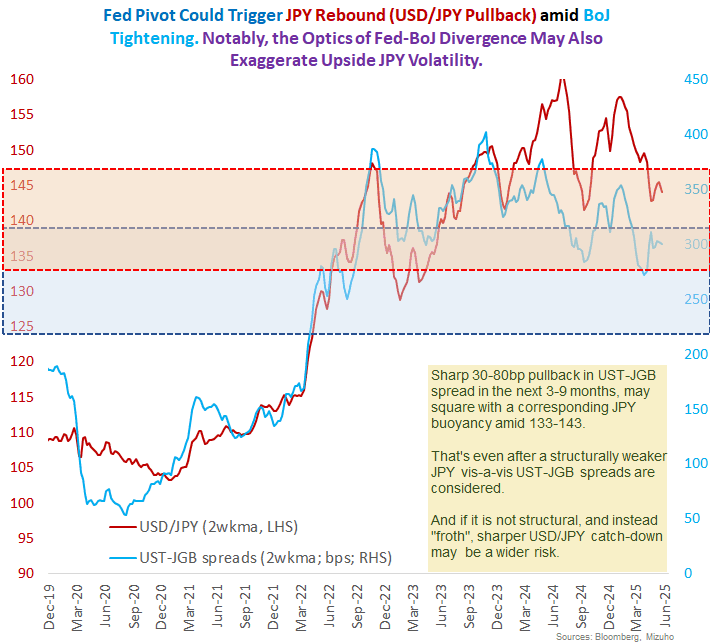 Fed Pivot Could Trigger JPY Rebound (USD/JPY Pullback) amid BoJ
Tightening. Notably, the Optics of Fed-BoJ Divergence May Also
Exaggerate Upside JPY Volatility.
160
155
150
145
140
135
130
125
120
115
110
105
100
95
90
450
400
350
300
250
200
150
100
50
0
Sharp 30-80bp pullback in UST-JGB
spread in the next 3-9 months, may
square with a corresponding JPY
buoyancy amid 133-143.
That's even after a structurally weaker
JPY vis-a-vis UST-JGB spreads are
considered.
And if it is not structural, and instead
"froth", sharper USD/JPY catch-down
may be a wider risk.
USD/JPY (2wkma, LHS)
UST-JGB spreads (2wkma; bps; RHS)
Dec-19
Mar-20
Jun-20
Sep-20
Dec-20
Mar-21
Jun-21
Sep-21
Dec-21
Mar-22
Jun-22
Sep-22
Dec-22
Mar-23
Jun-23
Sep-23
Dec-23
Mar-24
Jun-24
Sep-24
Dec-24
Mar-25
Jun-25
Sources: Bloomberg, Mizuho